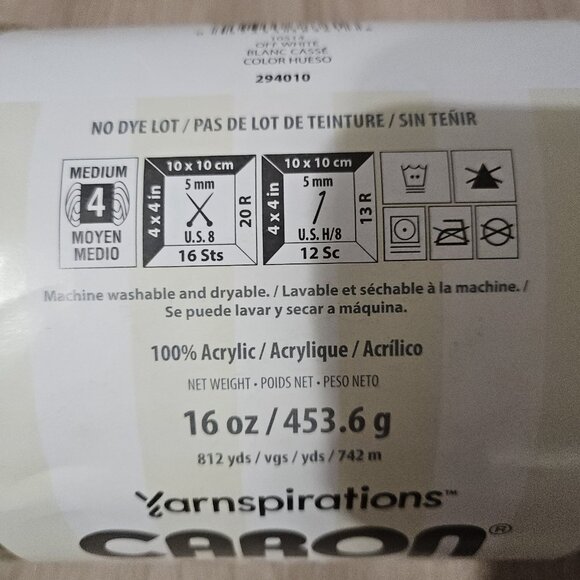 OFF WHITE
BLANC CASSÉ
COLOR HUESO
294010
NO DYE LOT / PAS DE LOT DE TEINTURE / SIN TEÑIR
MEDIUM
4
MOYEN
MEDIO
10 x 10 cm
4 x 4 in
5 mm
U.S. 8
20 R
16 Sts
10 x 10 cm
4 x 4 in
5 mm
U.S. H/8
13 R
12 Sc
Machine washable and dryable. / Lavable et séchable à la machine. /
Se puede lavar y secar a máquina.
100% Acrylic / Acrylique / Acrílico
NET WEIGHT • POIDS NET • PESO NETO
16 oz / 453.6 g
812 yds / vgs / yds / 742 m
Yarnspirations™
CARON®